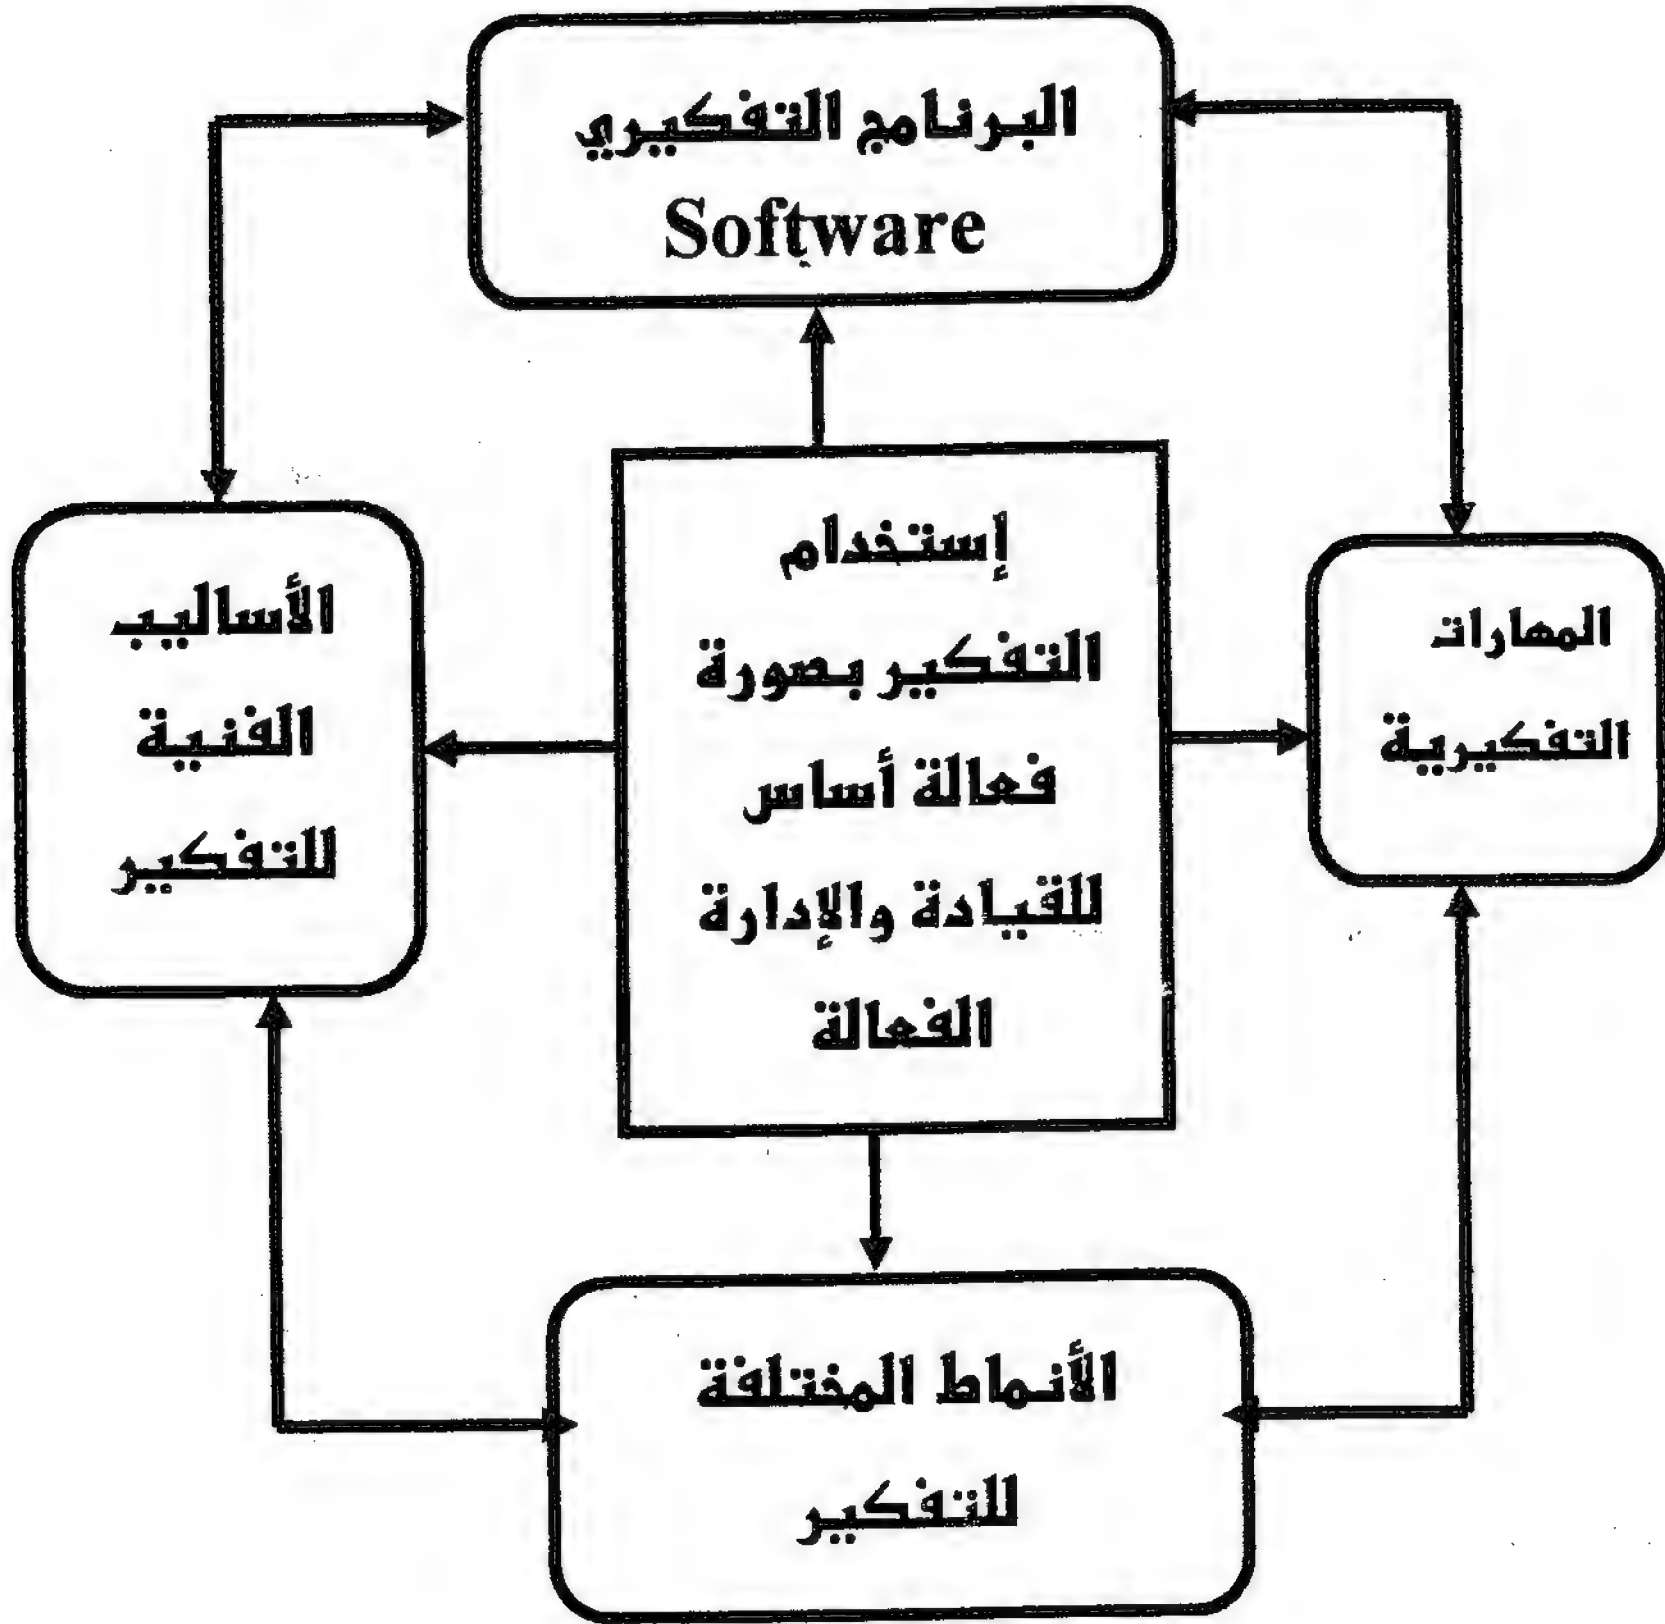 البرنامج التفكيري
Software
المهارات
التفكيرية
إستخدام
التفكير بصورة
فعالة أساس
للقيادة والإدارة
الفعالة
الأساليب
الفنية
للتفكير
الأنماط المختلفة
للتفكير